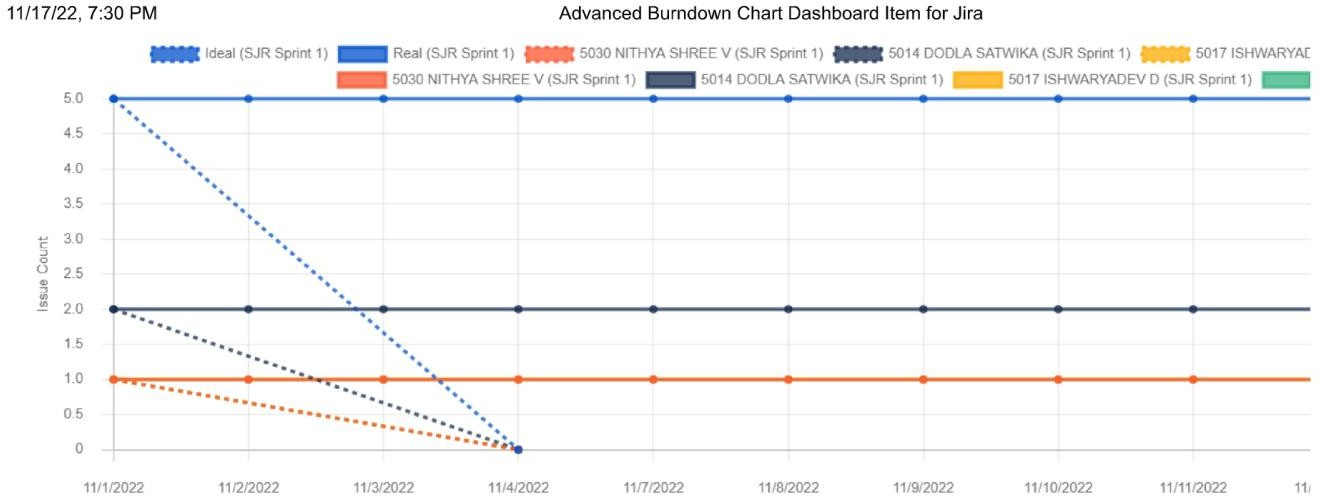 11/17/22, 7:30 PM Advanced Burndown Chart Dashboard Item for Jira
Ideal (SJR Sprint 1) Real (SJR Sprint 1) 5030 NITHYA SHREE V (SJR Sprint 1) 5014 DODLA SATWIKA (SJR Sprint 1) 5017 ISHWARYAD
5030 NITHYA SHREE V (SJR Sprint 1) 5014 DODLA SATWIKA (SJR Sprint 1) 5017 ISHWARYADEV D (SJR Sprint 1)
5.0
4.5
4.0
3.5
3.0
2.5
2.0
1.5
1.0
0.5
0
Issue Count
11/1/2022 11/2/2022 11/3/2022 11/4/2022 11/7/2022 11/8/2022 11/9/2022 11/10/2022 11/11/2022 11/